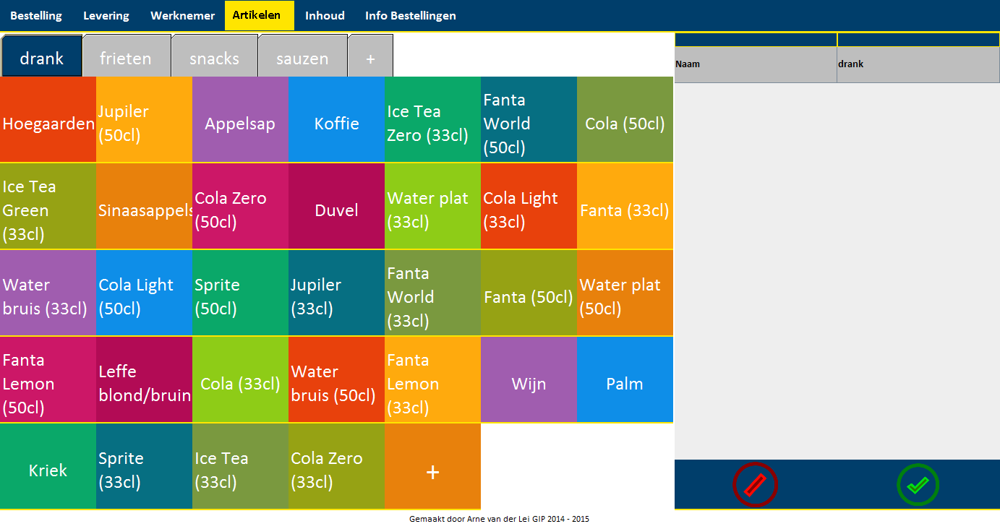 Bestelling Levering Werknemer Artikelen Inhoud Info Bestellingen
drank frieten snacks sauzen +
Naam drank
Hoegaarden
Jupiler
(50cl)
Appelsap
Koffie
Ice Tea
Zero (33cl)
Fanta
World
(50cl)
Cola (50cl)
Ice Tea
Green
(33cl)
Sinaasappels
Cola Zero
(50cl)
Duvel
Water plat
(33cl)
Cola Light
(33cl)
Fanta (33cl)
Water
bruis (33cl)
Cola Light
(50cl)
Sprite
(50cl)
Jupiler
(33cl)
Fanta
World
(33cl)
Fanta (50cl)
Water plat
(50cl)
Fanta
Lemon
(50cl)
Leffe
blond/bruin
Cola (33cl)
Water
bruis (50cl)
Fanta
Lemon
(33cl)
Wijn
Palm
Kriek
Sprite
(33cl)
Ice Tea
(33cl)
Cola Zero
(33cl)
+
Gemaakt door Arne van der Lei GIP 2014 - 2015